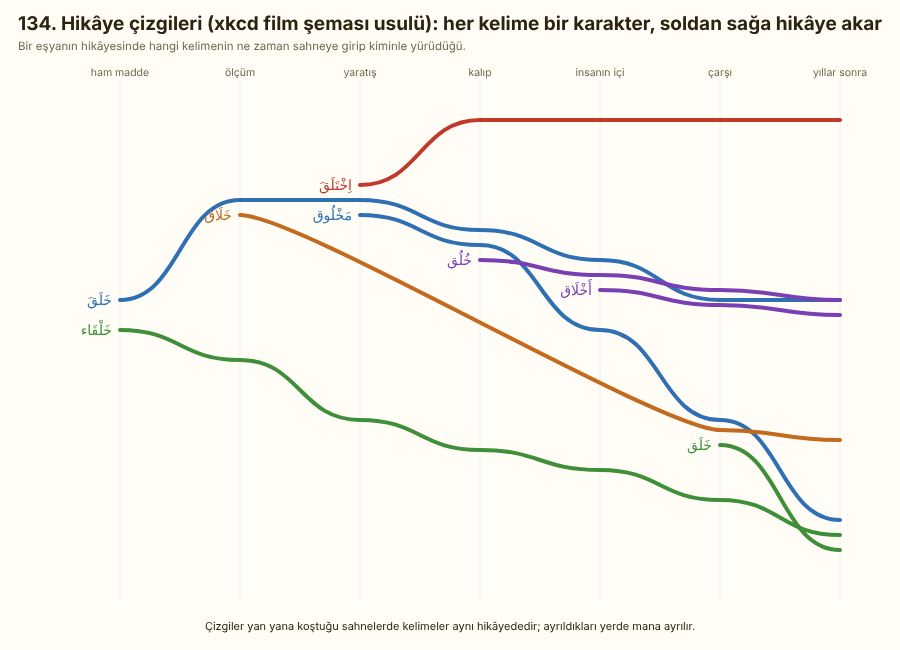 134. Hikâye çizgileri (xkcd film şeması usulü): her kelime bir karakter, soldan sağa hikâye akar
Bir eşyanın hikâyesinde hangi kelimenin ne zaman sahneye girip kiminle yürüdüğü.
ham madde
ölçüm
yaratış
kalıp
insanın içi
çarşı
yıllar sonra
اِخْتَلَقَ
خَلَاق
مَخْلُوق
خُلُق
أَخْلَاق
خَلَقَ
خَلْقَاء
خَلَق
Çizgiler yan yana koştuğu sahnelerde kelimeler aynı hikâyededir; ayrıldıkları yerde mana ayrılır.